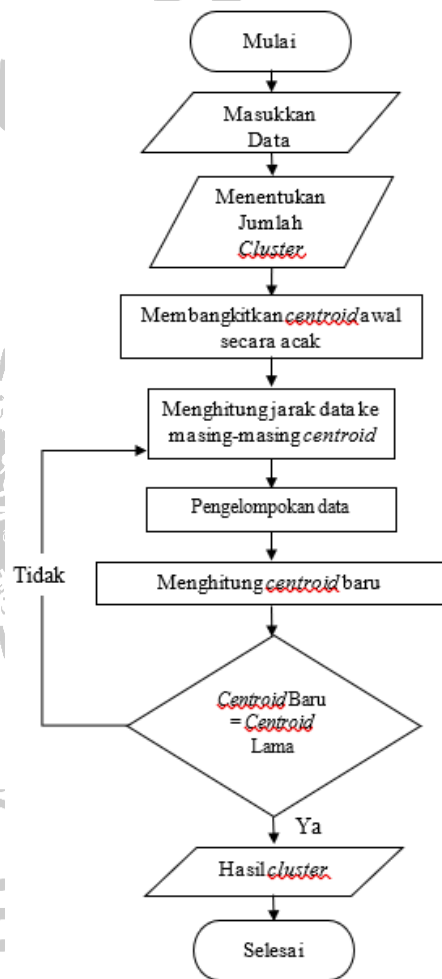 Mulai
Masukkan
Data
Menentukan
Jumlah
Cluster
Membangkitkan centroid awal
secara acak
Menghitung jarak data ke
masing-masing centroid
Pengelompokan data
Tidak
Menghitung centroid baru
Centroid Baru
= Centroid
Lama
Ya
Hasil cluster
Selesai